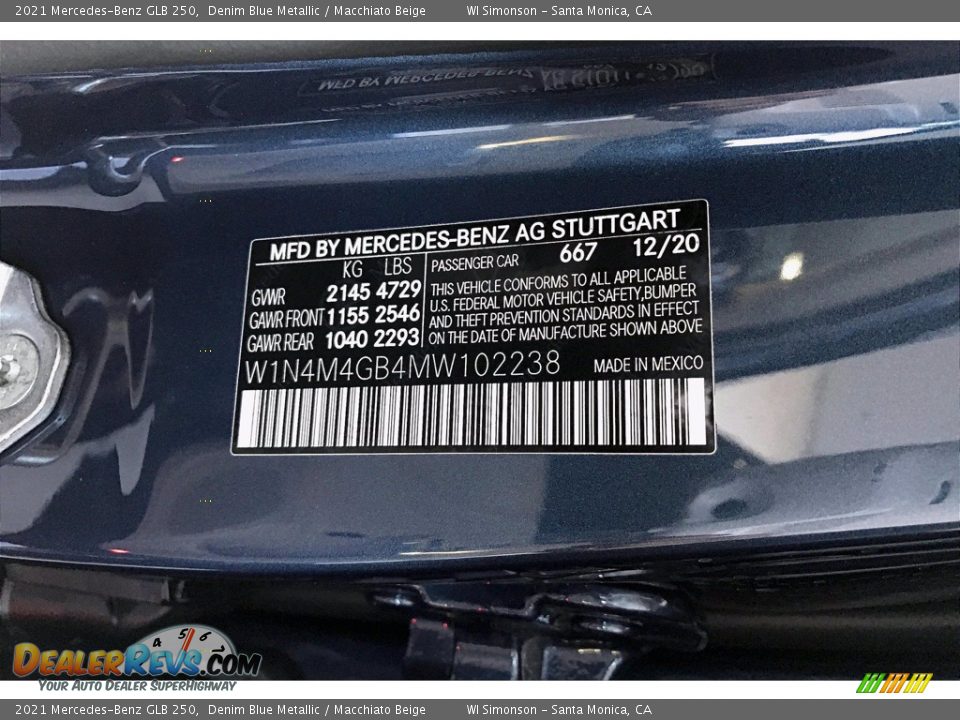 2021 Mercedes-Benz GLB 250, Denim Blue Metallic / Macchiato Beige WI Simonson - Santa Monica, CA
MFD BY MERCEDES-BENZ AG STUTTGART
KG LBS PASSENGER CAR 667 12/20
GVWR 2145 4729
GAWR FRONT 1155 2546
GAWR REAR 1040 2293
THIS VEHICLE CONFORMS TO ALL APPLICABLE
U.S. FEDERAL MOTOR VEHICLE SAFETY,BUMPER
AND THEFT PREVENTION STANDARDS IN EFFECT
ON THE DATE OF MANUFACTURE SHOWN ABOVE
W1N4M4GB4MW102238 MADE IN MEXICO
4 5 6
DEALERREVS.COM
YOUR AUTO DEALER SUPERHIGHWAY
2021 Mercedes-Benz GLB 250, Denim Blue Metallic / Macchiato Beige WI Simonson - Santa Monica, CA